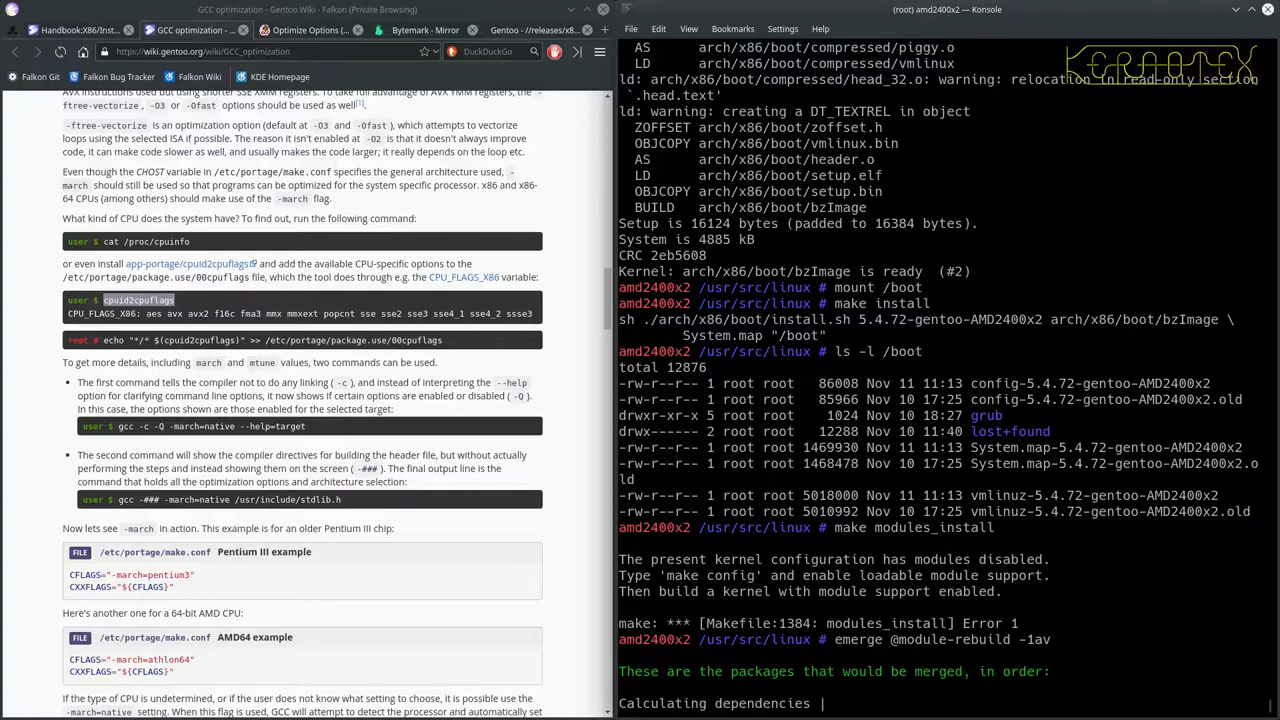 GCC optimization - Gentoo Wiki - Falkon (Private Browsing)
Handbook:X86/Inst...
GCC optimization - ...
Optimize Options (...
Bytemark - Mirror
Gentoo - //releases/x8...
https://wiki.gentoo.org/wiki/GCC_optimization
DuckDuckGo
Falkon Git
Falkon Bug Tracker
Falkon Wiki
KDE Homepage
AVX instructions used but using shorter SSE XMM registers. To take full advantage of AVX YMM registers, the -
ftree-vectorize , -O3 or -Ofast options should be used as well[1].
-ftree-vectorize is an optimization option (default at -O3 and -Ofast), which attempts to vectorize
loops using the selected ISA if possible. The reason it isn't enabled at -O2 is that it doesn't always improve
code, it can make code slower as well, and usually makes the code larger; it really depends on the loop etc.
Even though the CHOST variable in /etc/portage/make.conf specifies the general architecture used, -
march should still be used so that programs can be optimized for the system specific processor. x86 and x86-
64 CPUs (among others) should make use of the -march flag.
What kind of CPU does the system have? To find out, run the following command:
user $ cat /proc/cpuinfo
or even install app-portage/cpuid2cpuflags and add the available CPU-specific options to the
/etc/portage/package.use/00cpuflags file, which the tool does through e.g. the CPU_FLAGS_X86 variable:
user $ cpuid2cpuflags
CPU_FLAGS_X86: aes avx avx2 f16c fma3 mmx mmxext popcnt sse sse2 sse3 sse4_1 sse4_2 ssse3
root # echo "*/* $(cpuid2cpuflags)" >> /etc/portage/package.use/00cpuflags
To get more details, including march and mtune values, two commands can be used.
The first command tells the compiler not to do any linking ( -c ), and instead of interpreting the --help
option for clarifying command line options, it now shows if certain options are enabled or disabled ( -Q ).
In this case, the options shown are those enabled for the selected target:
user $ gcc -c -Q -march=native --help=target
The second command will show the compiler directives for building the header file, but without actually
performing the steps and instead showing them on the screen ( -### ). The final output line is the
command that holds all the optimization options and architecture selection:
user $ gcc -### -march=native /usr/include/stdlib.h
Now lets see -march in action. This example is for an older Pentium III chip:
FILE /etc/portage/make.conf Pentium III example
CFLAGS="-march=pentium3"
CXXFLAGS="${CFLAGS}"
Here's another one for a 64-bit AMD CPU:
FILE /etc/portage/make.conf AMD64 example
CFLAGS="-march=athlon64"
CXXFLAGS="${CFLAGS}"
If the type of CPU is undetermined, or if the user does not know what setting to choose, it is possible use the
-march=native setting. When this flag is used, GCC will attempt to detect the processor and automatically set
(root) amd2400x2 — Konsole
File Edit View Bookmarks Settings Help
AS arch/x86/boot/compressed/piggy.o
LD arch/x86/boot/compressed/vmlinux
ld: arch/x86/boot/compressed/head_32.o: warning: relocation in read-only section
`.head.text'
ld: warning: creating a DT_TEXTREL in object
ZOFFSET arch/x86/boot/zoffset.h
OBJCOPY arch/x86/boot/vmlinux.bin
AS arch/x86/boot/header.o
LD arch/x86/boot/setup.elf
OBJCOPY arch/x86/boot/setup.bin
BUILD arch/x86/boot/bzImage
Setup is 16124 bytes (padded to 16384 bytes).
System is 4885 kB
CRC 2eb5608
Kernel: arch/x86/boot/bzImage is ready (#2)
amd2400x2 /usr/src/linux # mount /boot
amd2400x2 /usr/src/linux # make install
sh ./arch/x86/boot/install.sh 5.4.72-gentoo-AMD2400x2 arch/x86/boot/bzImage \
System.map "/boot"
amd2400x2 /usr/src/linux # ls -l /boot
total 12876
-rw-r--r-- 1 root root 86008 Nov 11 11:13 config-5.4.72-gentoo-AMD2400x2
-rw-r--r-- 1 root root 85966 Nov 10 17:25 config-5.4.72-gentoo-AMD2400x2.old
drwxr-xr-x 5 root root 1024 Nov 10 18:27 grub
drwx------ 2 root root 12288 Nov 10 11:40 lost+found
-rw-r--r-- 1 root root 1469930 Nov 11 11:13 System.map-5.4.72-gentoo-AMD2400x2
-rw-r--r-- 1 root root 1468478 Nov 10 17:25 System.map-5.4.72-gentoo-AMD2400x2.o
ld
-rw-r--r-- 1 root root 5018000 Nov 11 11:13 vmlinuz-5.4.72-gentoo-AMD2400x2
-rw-r--r-- 1 root root 5010992 Nov 10 17:25 vmlinuz-5.4.72-gentoo-AMD2400x2.old
amd2400x2 /usr/src/linux # make modules_install
The present kernel configuration has modules disabled.
Type 'make config' and enable loadable module support.
Then build a kernel with module support enabled.
make: *** [Makefile:1384: modules_install] Error 1
amd2400x2 /usr/src/linux # emerge @module-rebuild -1av
These are the packages that would be merged, in order:
Calculating dependencies |